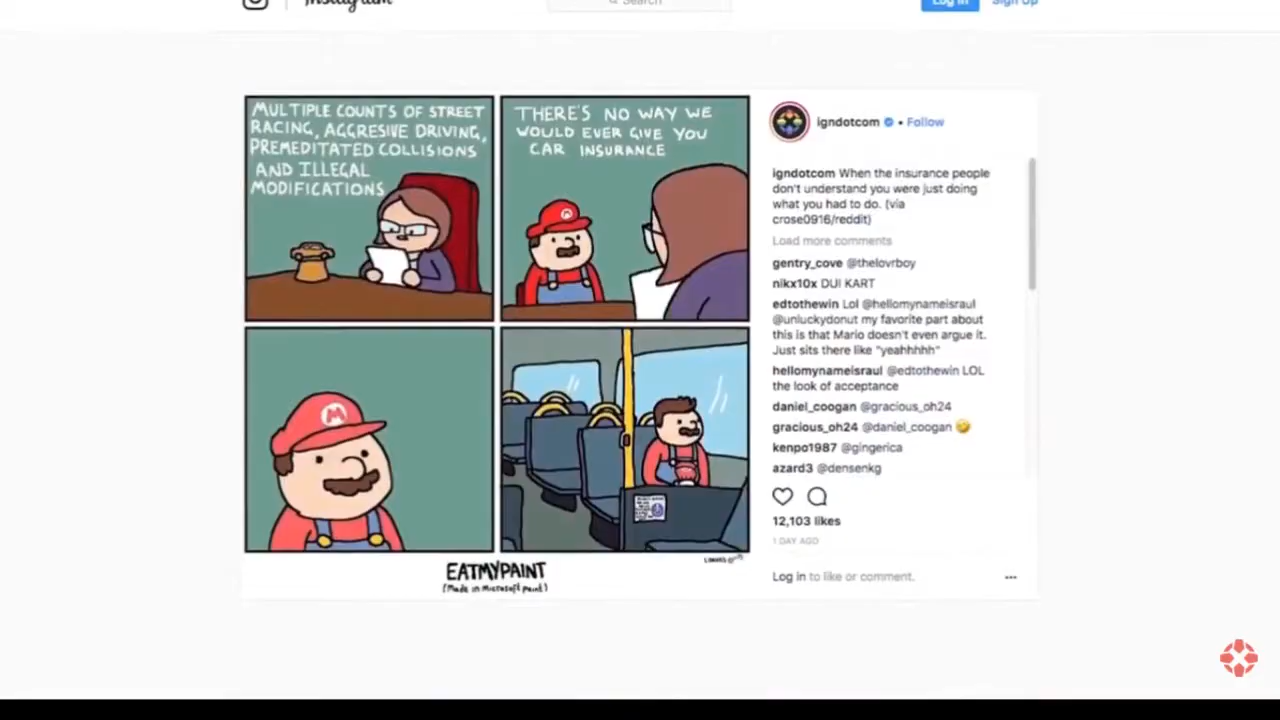 Instagram
Search
Log In
Sign Up
MULTIPLE COUNTS OF STREET
RACING, AGGRESIVE DRIVING,
PREMEDITATED COLLISIONS
AND ILLEGAL
MODIFICATIONS
THERE'S NO WAY WE
WOULD EVER GIVE YOU
CAR INSURANCE
M
M
EATMYPAINT
(Made in Microsoft paint)
igndotcom • Follow
igndotcom When the insurance people
don't understand you were just doing
what you had to do. (via
crose0916/reddit)
Load more comments
gentry_cove @thelovrboy
nikx10x DUI KART
edtothewin Lol @hellomynameisraul
@unluckydonut my favorite part about
this is that Mario doesn't even argue it.
Just sits there like "yeahhhhh"
hellomynameisraul @edtothewin LOL
the look of acceptance
daniel_coogan @gracious_oh24
gracious_oh24 @daniel_coogan 🤣
kenpo1987 @gingerica
azard3 @densenkg
12,103 likes
1 DAY AGO
Log in to like or comment.